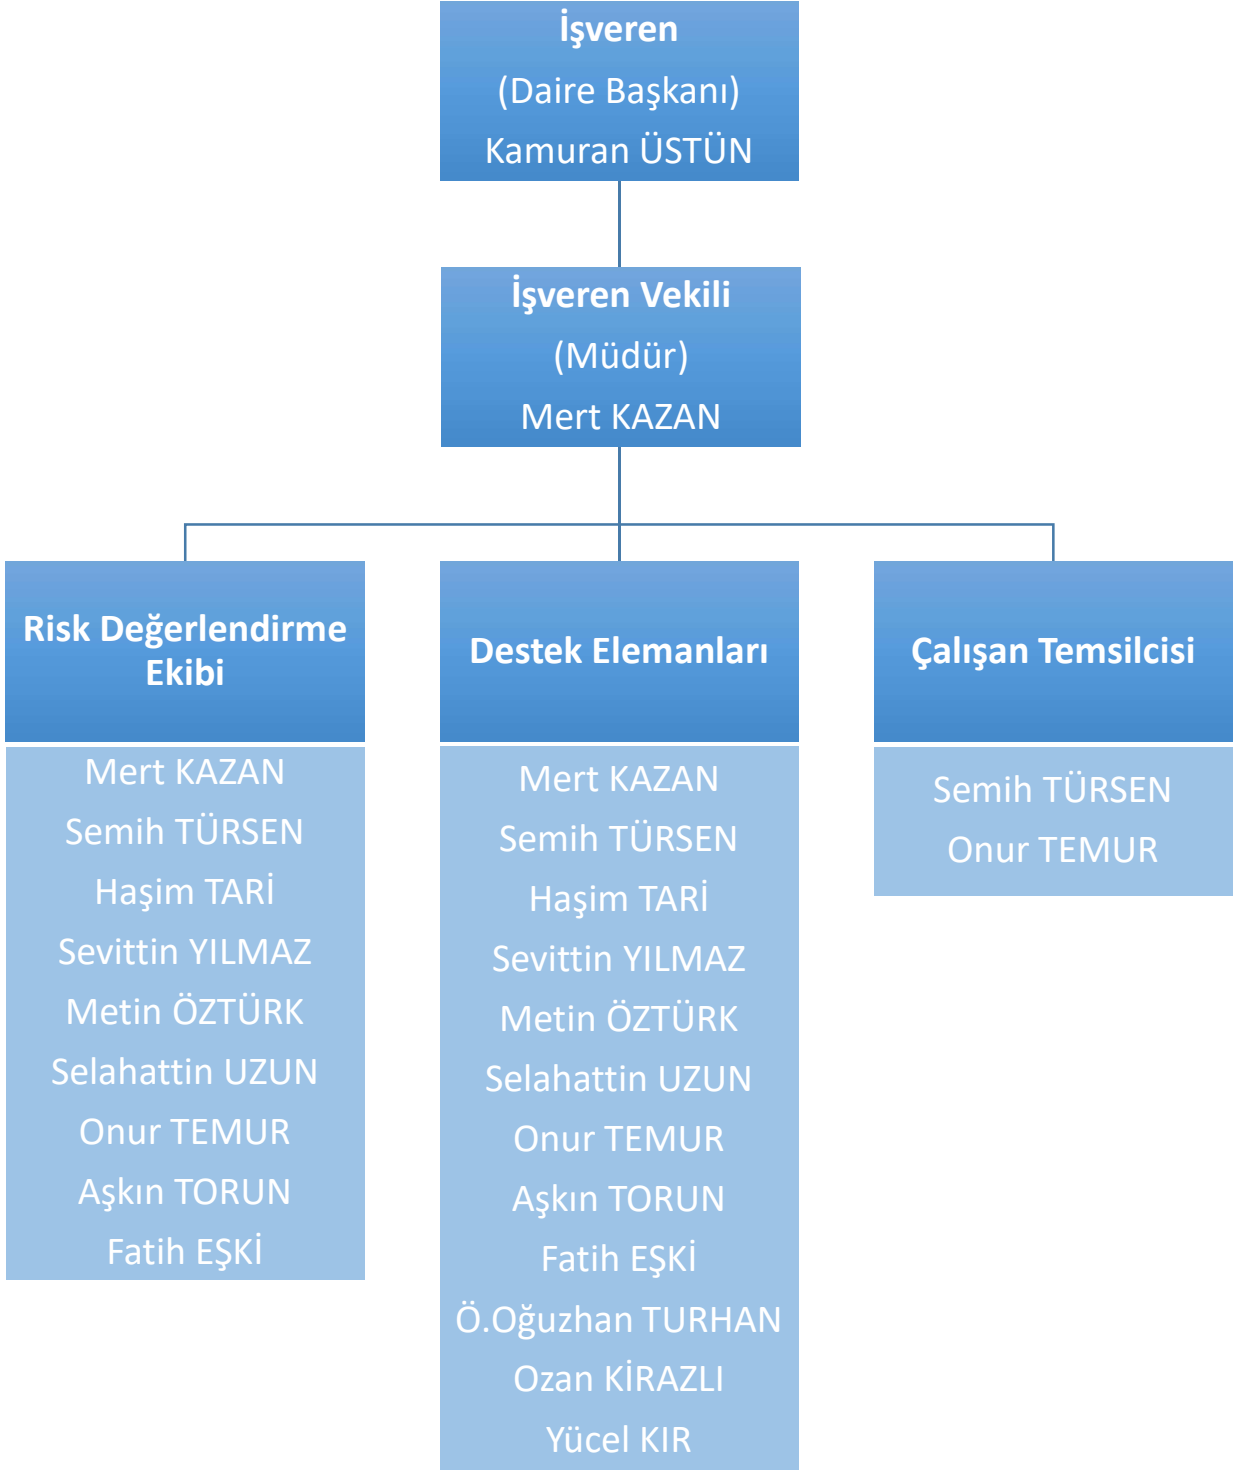 İşveren
(Daire Başkanı)
Kamuran ÜSTÜN
İşveren Vekili
(Müdür)
Mert KAZAN
Risk Değerlendirme
Ekibi
Mert KAZAN
Semih TÜRSEN
Haşim TARİ
Sevittin YILMAZ
Metin ÖZTÜRK
Selahattin UZUN
Onur TEMUR
Aşkın TORUN
Fatih EŞKİ
Destek Elemanları
Mert KAZAN
Semih TÜRSEN
Haşim TARİ
Sevittin YILMAZ
Metin ÖZTÜRK
Selahattin UZUN
Onur TEMUR
Aşkın TORUN
Fatih EŞKİ
Ö.Oğuzhan TURHAN
Ozan KİRAZLI
Yücel KIR
Çalışan Temsilcisi
Semih TÜRSEN
Onur TEMUR